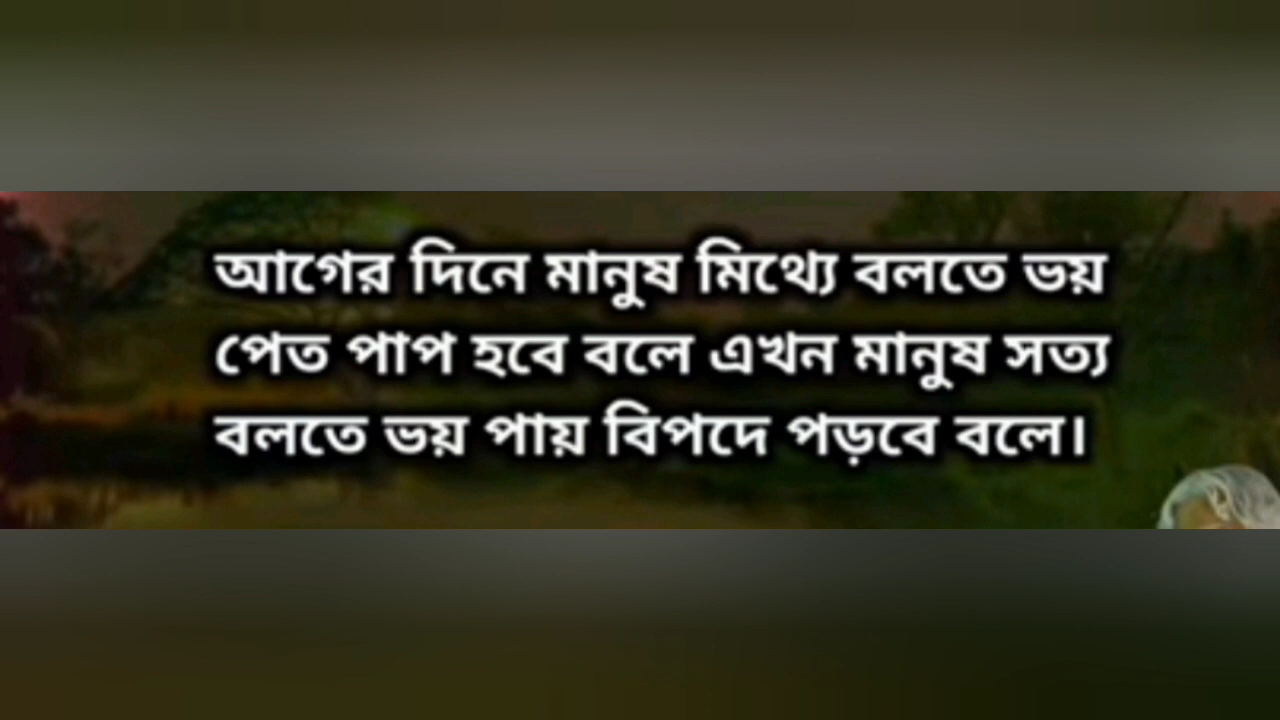 আগের দিনে মানুষ মিথ্যে বলতে ভয়
পেত পাপ হবে বলে এখন মানুষ সত্য
বলতে ভয় পায় বিপদে পড়বে বলে।